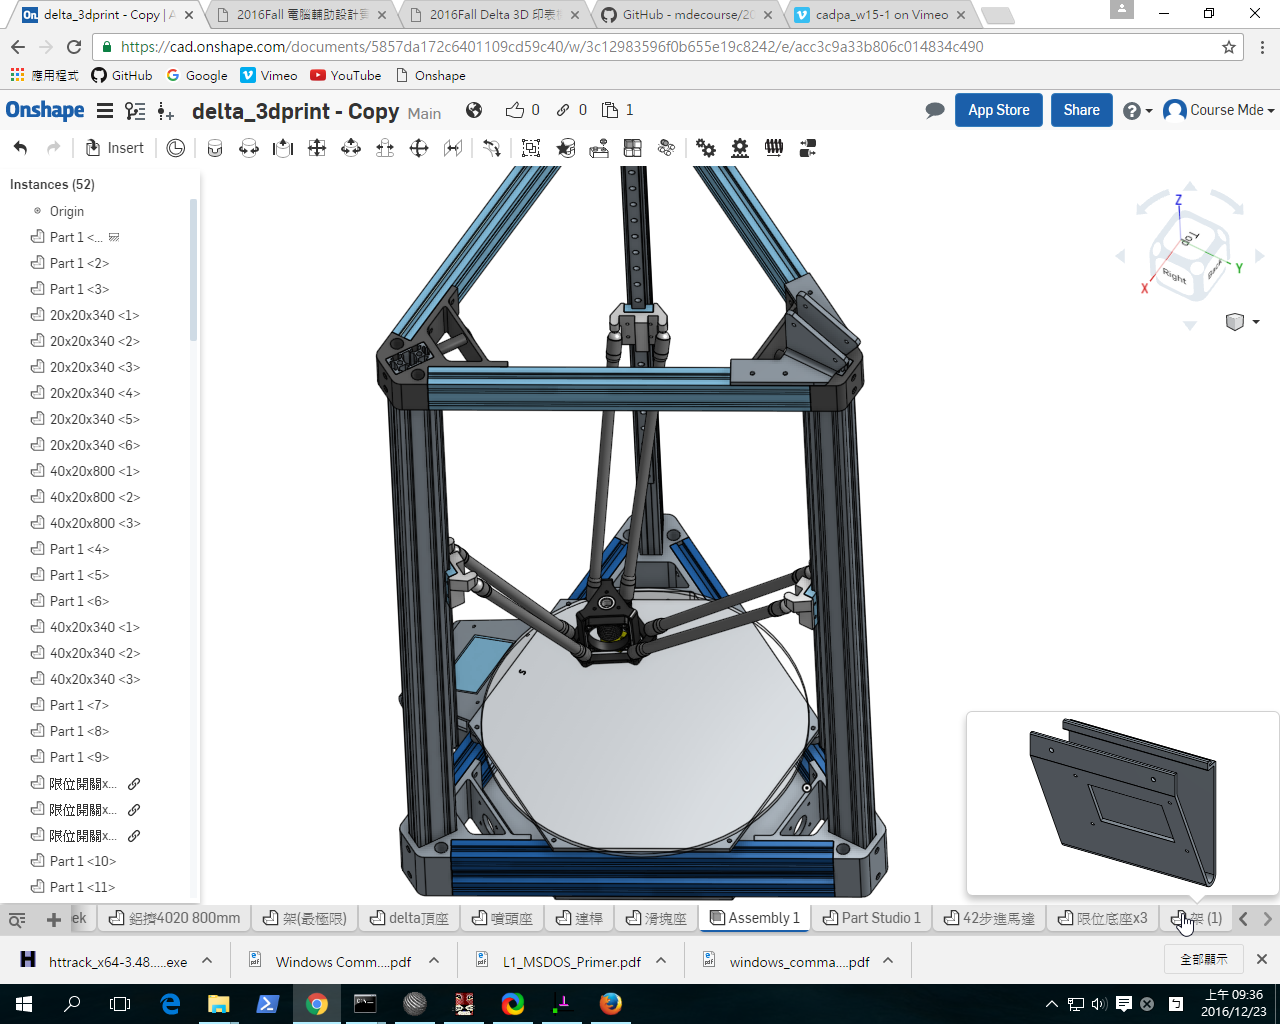 delta_3dprint - Copy | A
2016Fall 電腦輔助設計實
2016Fall Delta 3D 印表機
GitHub - mdecourse/20
cadpa_w15-1 on Vimeo
https://cad.onshape.com/documents/5857da172c6401109cd59c40/w/3c12983596f0b655e19c8242/e/acc3c9a33b806c014834c490
應用程式
GitHub
Google
Vimeo
YouTube
Onshape
Onshape
delta_3dprint - Copy Main
0
0
1
App Store
Share
Course Mde
Insert
Instances (52)
Origin
Part 1 <...
Part 1 <2>
Part 1 <3>
20x20x340 <1>
20x20x340 <2>
20x20x340 <3>
20x20x340 <4>
20x20x340 <5>
20x20x340 <6>
40x20x800 <1>
40x20x800 <2>
40x20x800 <3>
Part 1 <4>
Part 1 <5>
Part 1 <6>
40x20x340 <1>
40x20x340 <2>
40x20x340 <3>
Part 1 <7>
Part 1 <8>
Part 1 <9>
限位開關x...
限位開關x...
限位開關x...
Part 1 <10>
Part 1 <11>
Z
Top
Y
Right
Back
X
ek
鋁擠4020 800mm
架(最極限)
delta頂座
噴頭座
連桿
滑塊座
Assembly 1
Part Studio 1
42步進馬達
限位底座x3
架 (1)
httrack_x64-3.48.....exe
Windows Comm....pdf
L1_MSDOS_Primer.pdf
windows_comma....pdf
全部顯示
上午 09:36
2016/12/23